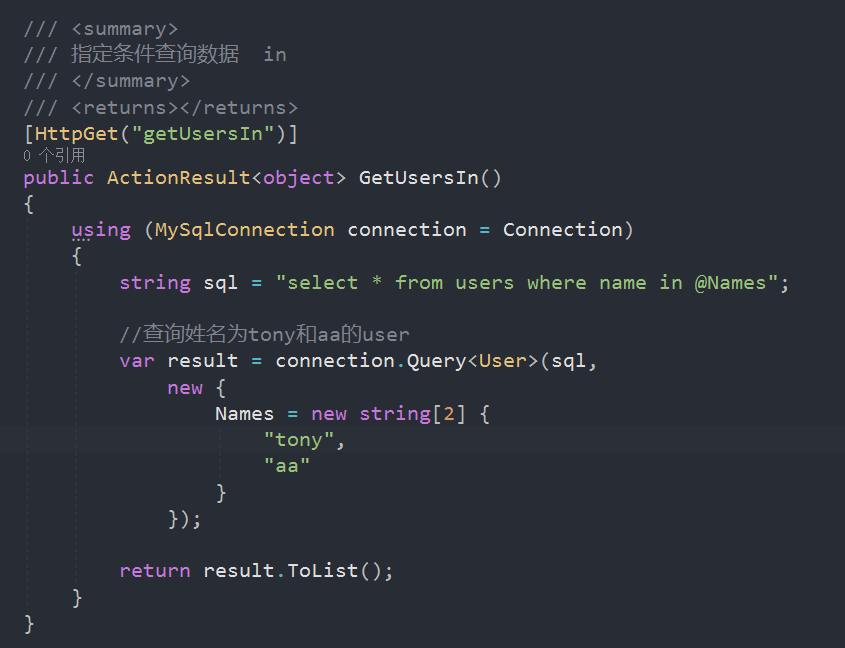 /// <summary>
/// 指定条件查询数据  in
/// </summary>
/// <returns></returns>
[HttpGet("getUsersIn")]
0 个引用
public ActionResult<object> GetUsersIn()
{
    using (MySqlConnection connection = Connection)
    {
        string sql = "select * from users where name in @Names";
        //查询姓名为tony和aa的user
        var result = connection.Query<User>(sql,
            new {
                Names = new string[2] {
                    "tony",
                    "aa"
                }
            });
        return result.ToList();
    }
}